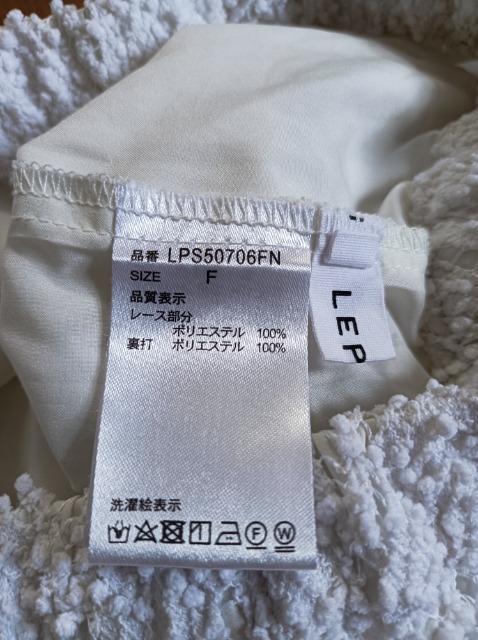 品番 LPS50706FN
SIZE F
品質表示
レース部分
ポリエステル 100%
裏打 ポリエステル 100%
洗濯絵表示
F W
LEP